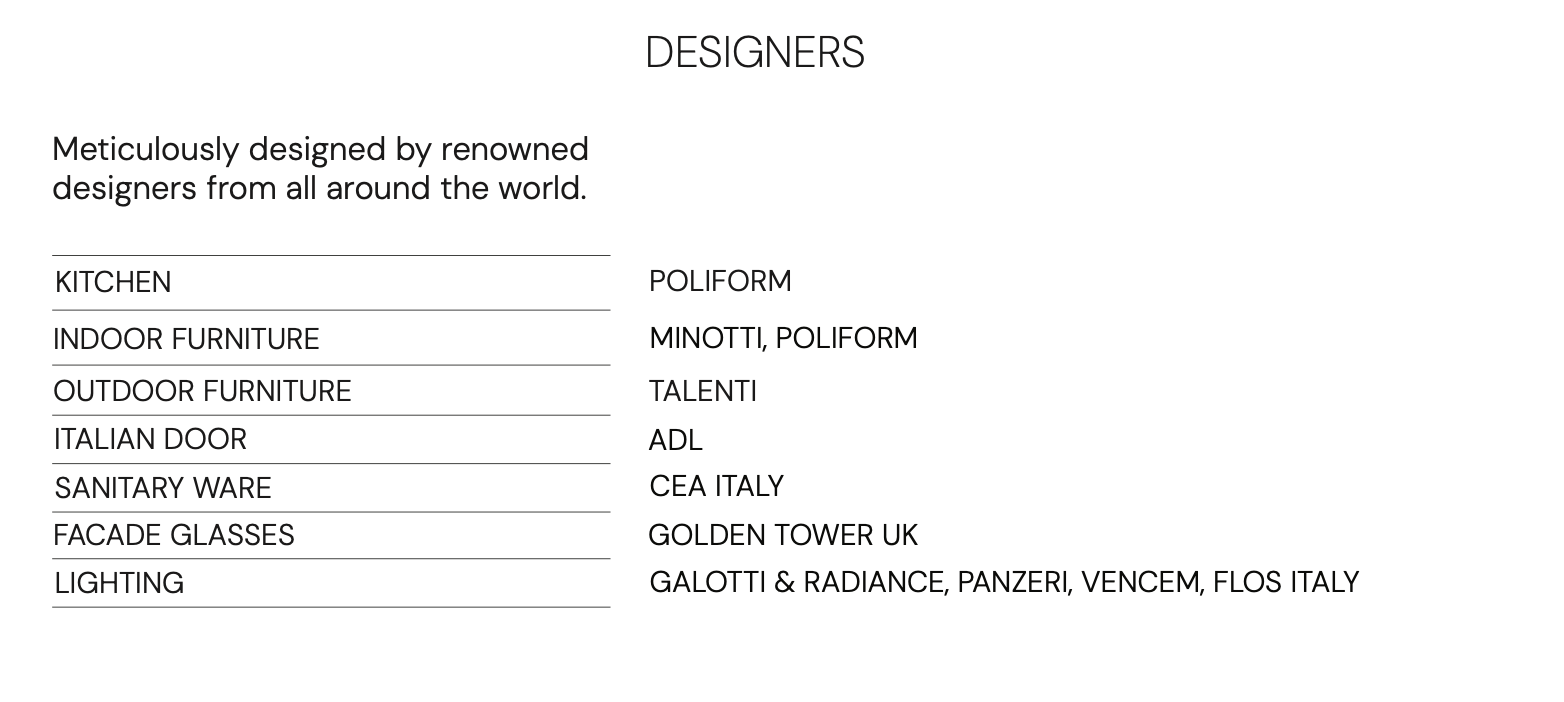 DESIGNERS
Meticulously designed by renowned
designers from all around the world.
KITCHEN POLIFORM
INDOOR FURNITURE MINOTTI, POLIFORM
OUTDOOR FURNITURE TALENTI
ITALIAN DOOR ADL
SANITARY WARE CEA ITALY
FACADE GLASSES GOLDEN TOWER UK
LIGHTING GALOTTI & RADIANCE, PANZERI, VENCEM, FLOS ITALY